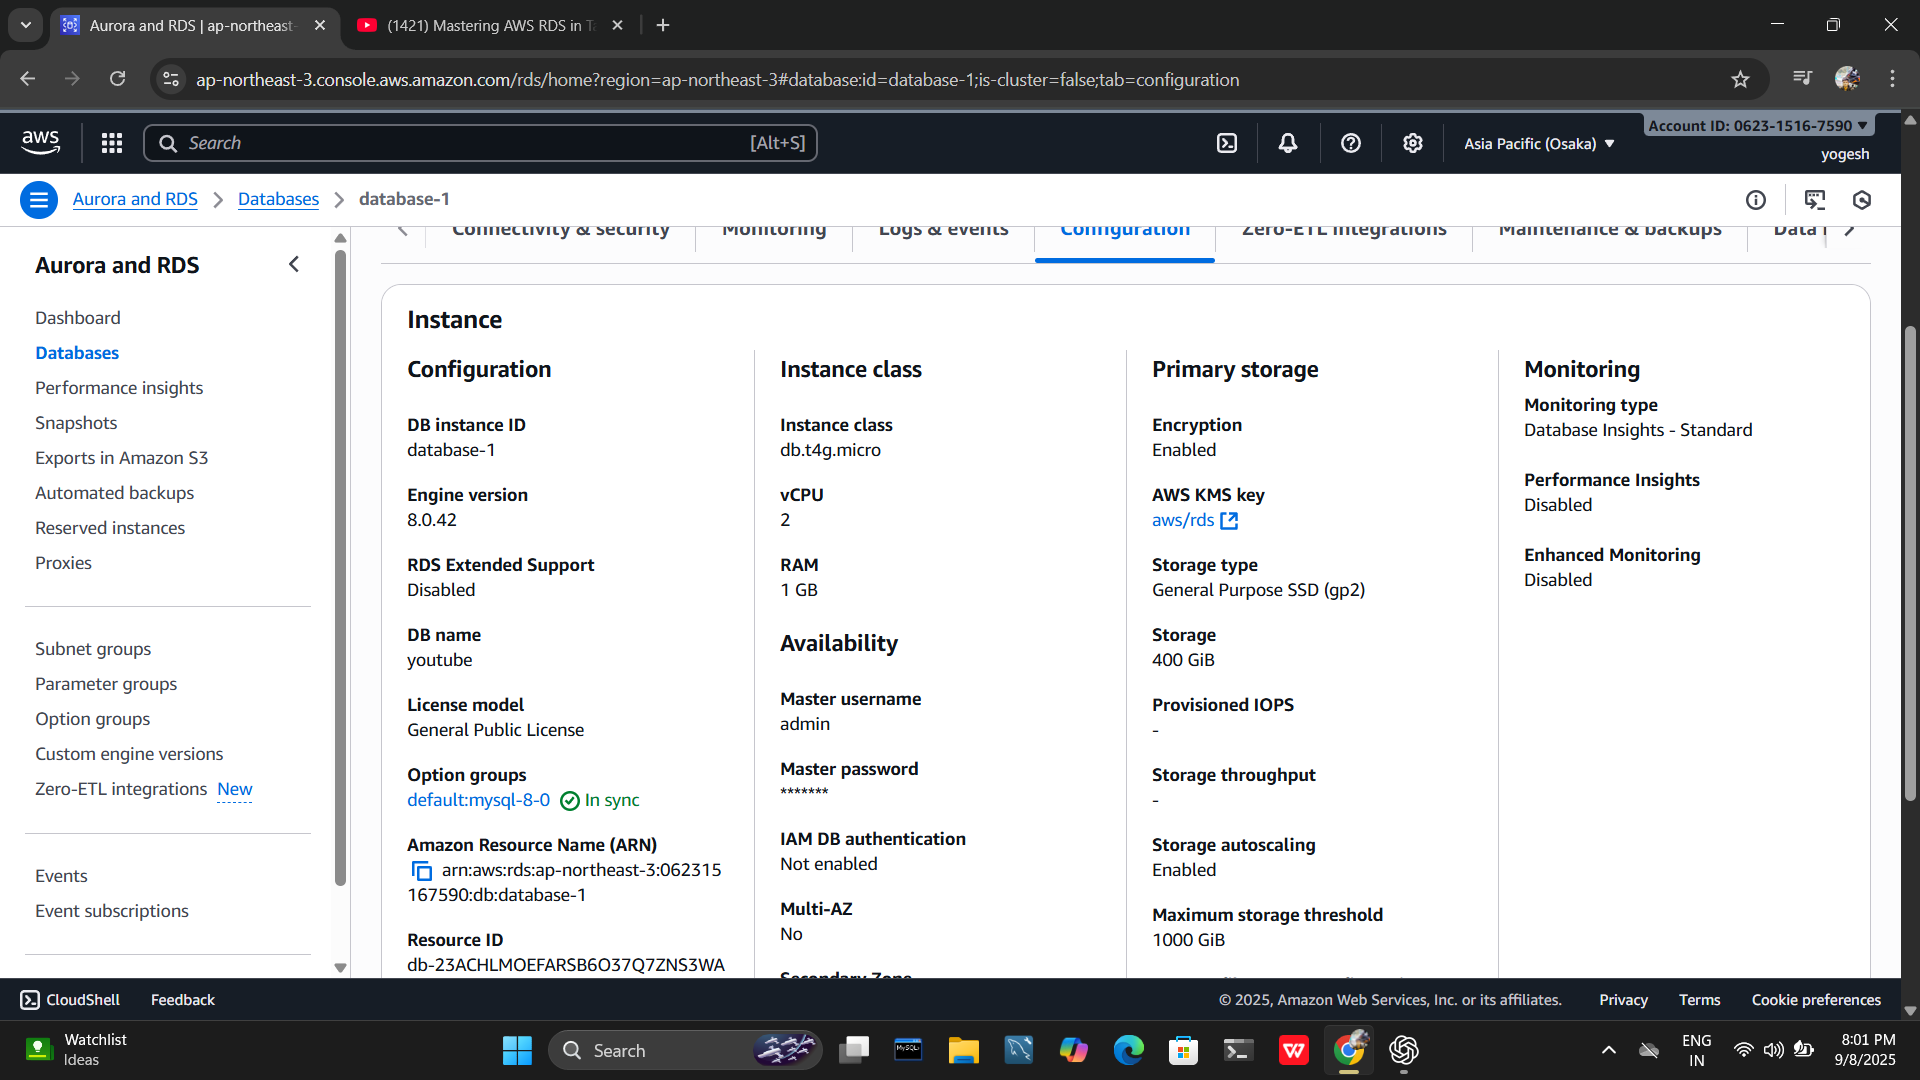 Aurora and RDS | ap-northeast-
(1421) Mastering AWS RDS in Ta
ap-northeast-3.console.aws.amazon.com/rds/home?region=ap-northeast-3#database:id=database-1;is-cluster=false;tab=configuration
aws
Search
[Alt+S]
Asia Pacific (Osaka)
Account ID: 0623-1516-7590
yogesh
Aurora and RDS
Databases
database-1
Aurora and RDS
Dashboard
Databases
Performance insights
Snapshots
Exports in Amazon S3
Automated backups
Reserved instances
Proxies
Subnet groups
Parameter groups
Option groups
Custom engine versions
Zero-ETL integrations New
Events
Event subscriptions
Connectivity & security
Monitoring
Logs & events
Configuration
Zero-ETL integrations
Maintenance & backups
Data
Instance
Configuration
DB instance ID
database-1
Engine version
8.0.42
RDS Extended Support
Disabled
DB name
youtube
License model
General Public License
Option groups
default:mysql-8-0 In sync
Amazon Resource Name (ARN)
arn:aws:rds:ap-northeast-3:062315
167590:db:database-1
Resource ID
db-23ACHLMOEFARSB6O37Q7ZNS3WA
Instance class
Instance class
db.t4g.micro
vCPU
2
RAM
1 GB
Availability
Master username
admin
Master password
*******
IAM DB authentication
Not enabled
Multi-AZ
No
Secondary Zone
Primary storage
Encryption
Enabled
AWS KMS key
aws/rds
Storage type
General Purpose SSD (gp2)
Storage
400 GiB
Provisioned IOPS
-
Storage throughput
-
Storage autoscaling
Enabled
Maximum storage threshold
1000 GiB
Monitoring
Monitoring type
Database Insights - Standard
Performance Insights
Disabled
Enhanced Monitoring
Disabled
CloudShell
Feedback
© 2025, Amazon Web Services, Inc. or its affiliates.
Privacy
Terms
Cookie preferences
Watchlist
Ideas
Search
ENG
IN
8:01 PM
9/8/2025